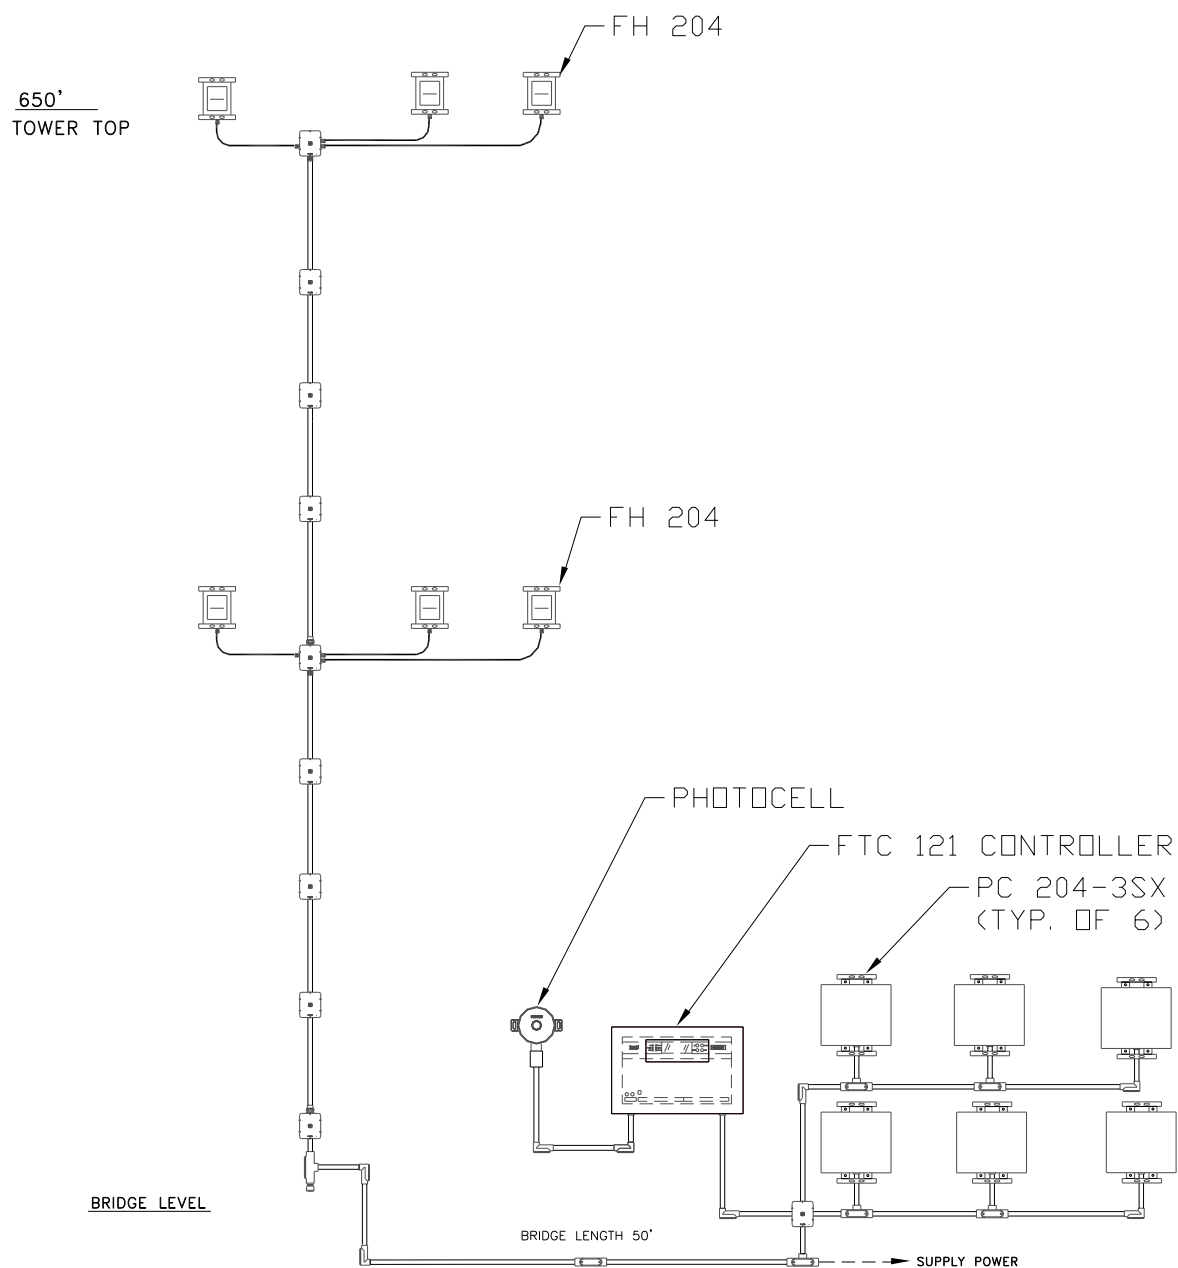 FH 204
650'
TOWER TOP
FH 204
PHOTOCELL
FTC 121 CONTROLLER
PC 204-3SX
(TYP. OF 6)
BRIDGE LEVEL
BRIDGE LENGTH 50'
SUPPLY POWER